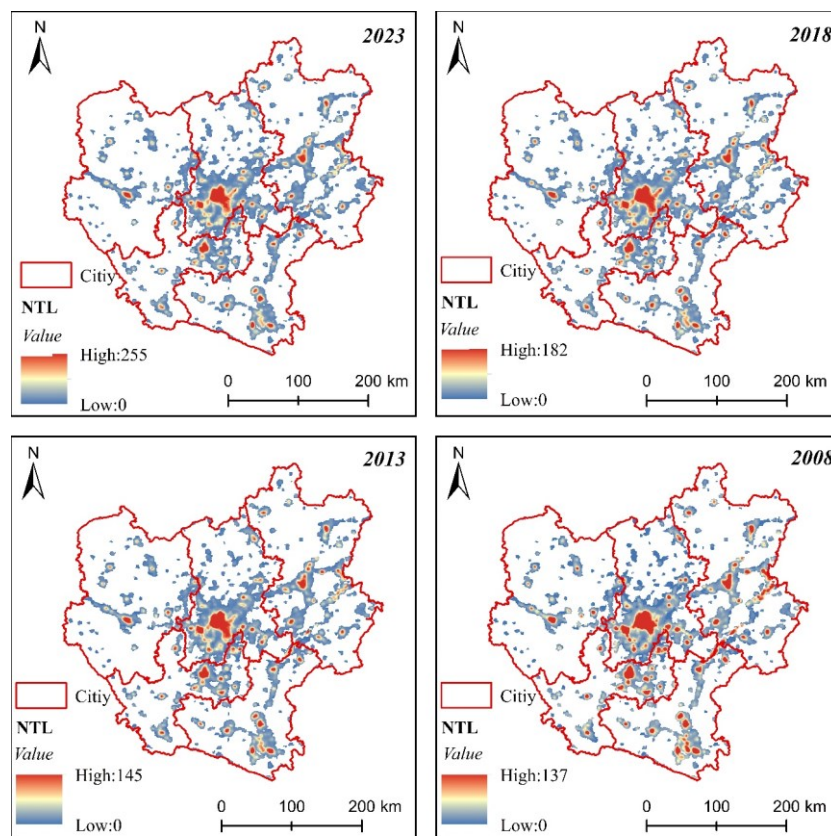 N
2023
Citiy
NTL
Value
High:255
Low:0
0 100 200 km
N
2018
Citiy
NTL
Value
High:182
Low:0
0 100 200 km
N
2013
Citiy
NTL
Value
High:145
Low:0
0 100 200 km
N
2008
Citiy
NTL
Value
High:137
Low:0
0 100 200 km